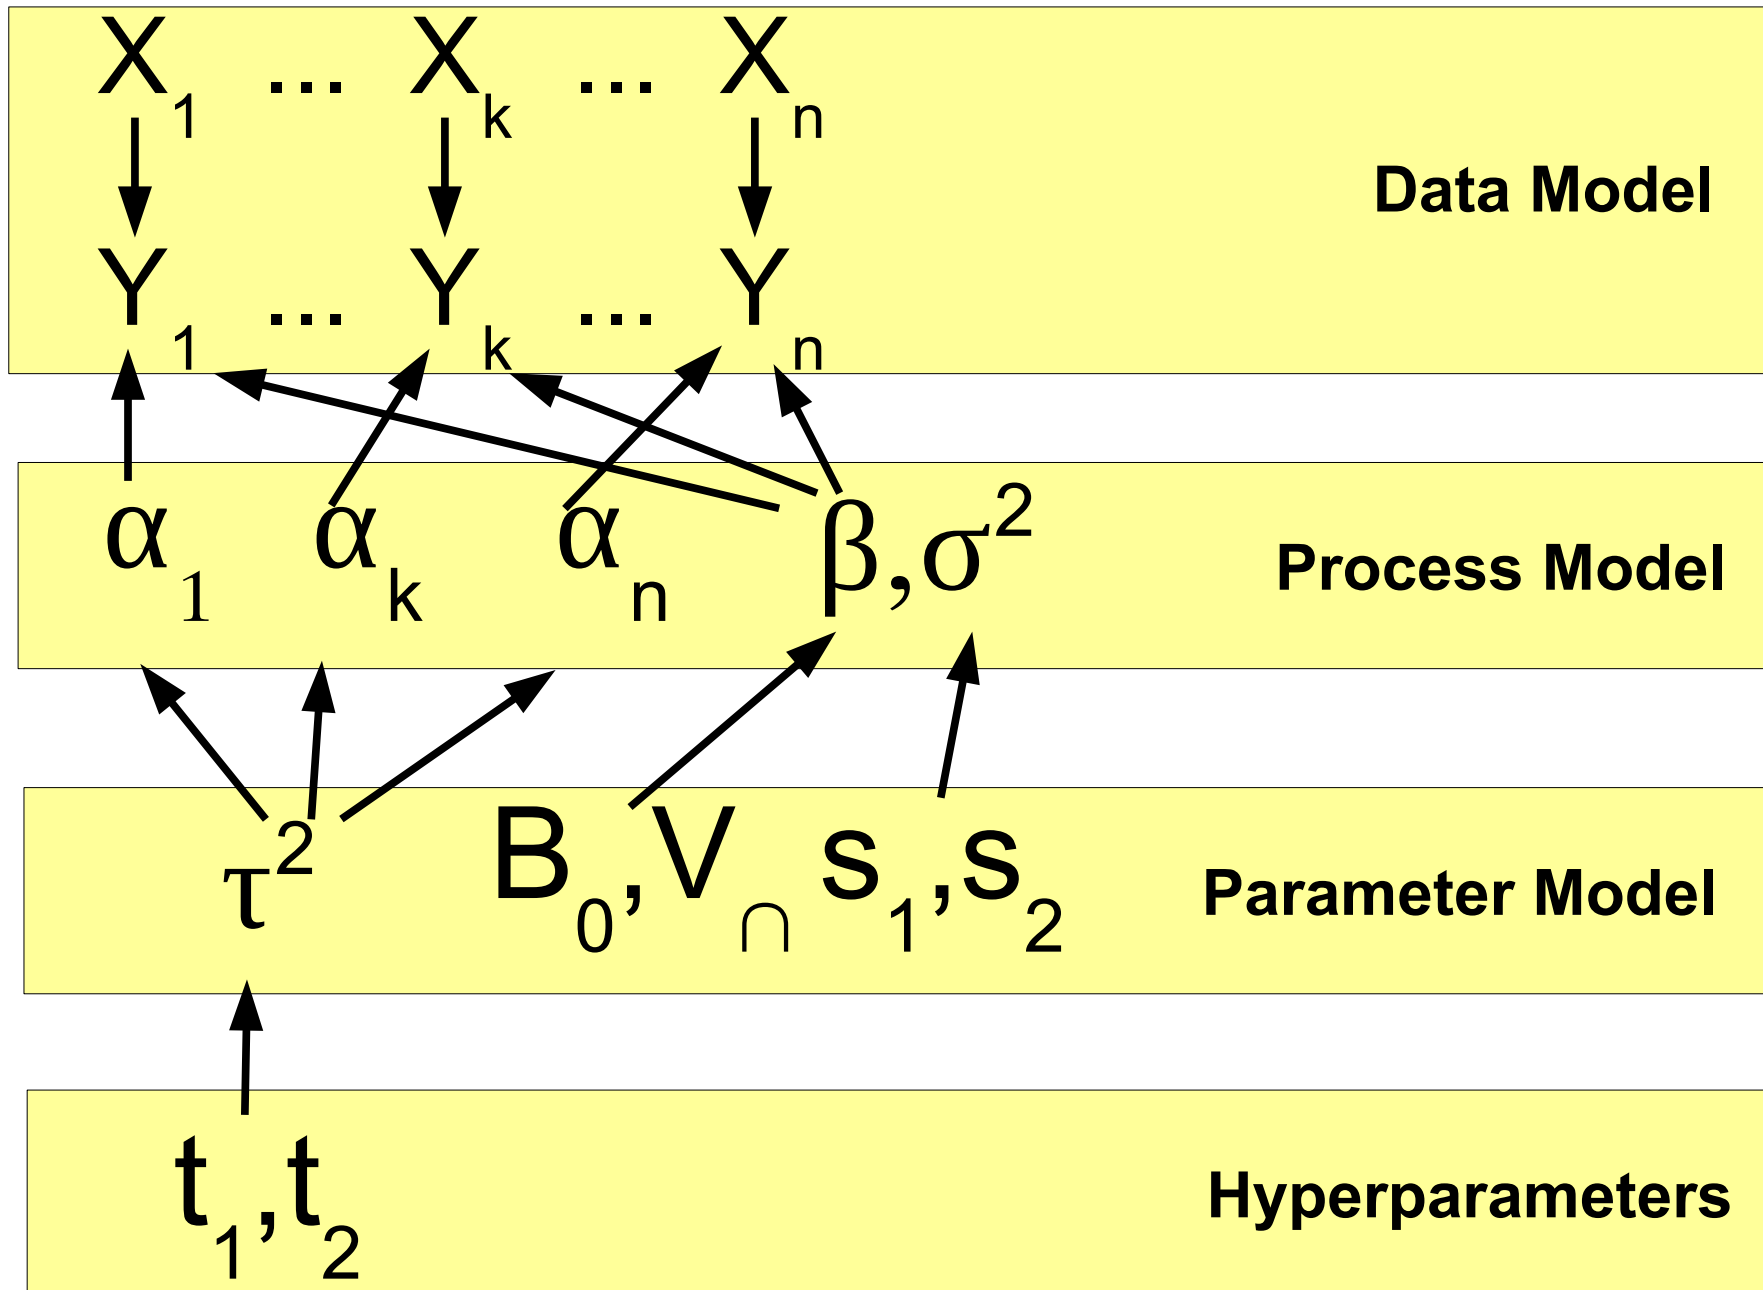 X₁ ... Xₖ ... Xₙ
Data Model
Y₁ ... Yₖ ... Yₙ
α₁ αₖ αₙ β,σ² Process Model
τ² B₀,V∩ s₁,s₂ Parameter Model
t₁,t₂ Hyperparameters